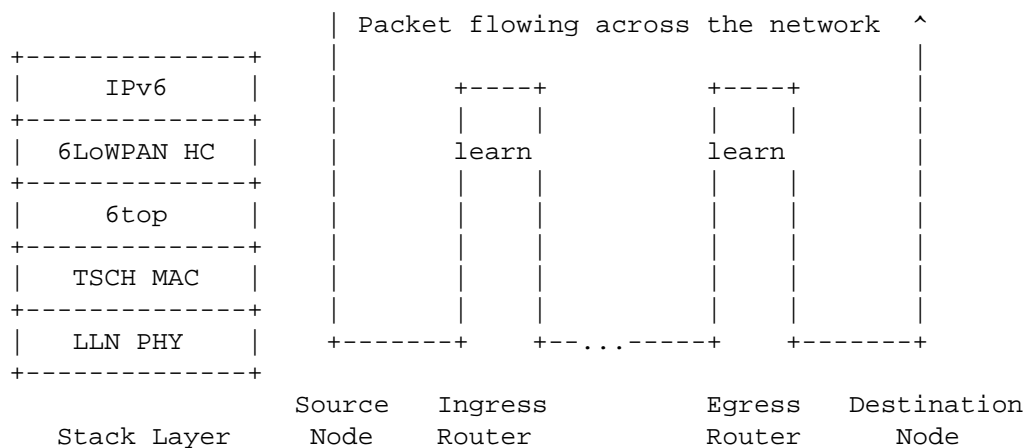 | Packet flowing across the network ^
+--------------+ | |
| IPv6 | | +----+ +----+ |
+--------------+ | | | | | |
| 6LoWPAN HC | | learn learn |
+--------------+ | | | | | |
| 6top | | | | | | |
+--------------+ | | | | | |
| TSCH MAC | | | | | | |
+--------------+ | | | | | |
| LLN PHY | +-------+ +--...-----+ +-------+
+--------------+
Source Ingress Egress Destination
Stack Layer Node Router Router Node